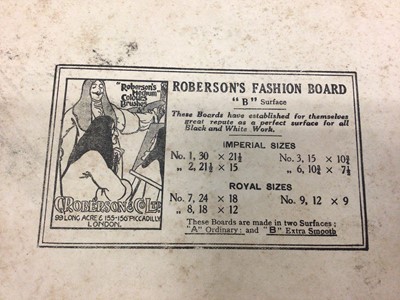 "Roberson's
Medium"
Colours
Brushes
C. ROBERSON & Co LTD
99 LONG ACRE & 155-156 PICCADILLY
LONDON.
ROBERSON'S FASHION BOARD
"B" Surface
These Boards have established for themselves
great repute as a perfect surface for all
Black and White Work.
IMPERIAL SIZES
No. 1, 30 × 21½ No. 3, 15 × 10¾
„ 2, 21½ × 15 „ 6, 10¾ × 7½
ROYAL SIZES
No. 7, 24 × 18 No. 9, 12 × 9
„ 8, 18 × 12
These Boards are made in two Surfaces;
"A" Ordinary; and "B" Extra Smooth